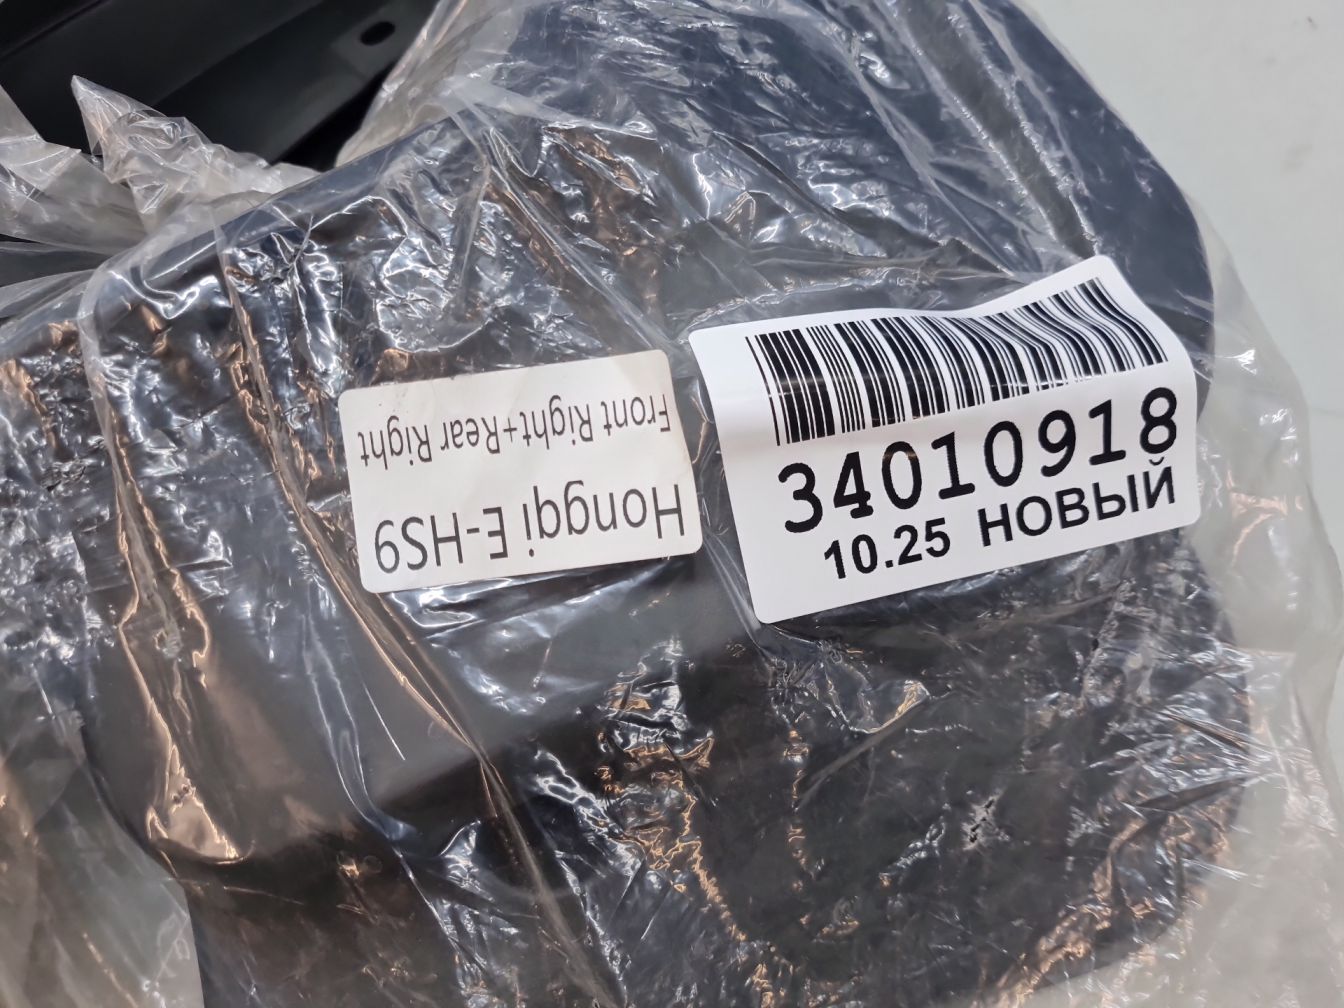 Hongqi E-HS9
Front Right+Rear Right
34010918
10.25 НОВЫЙ